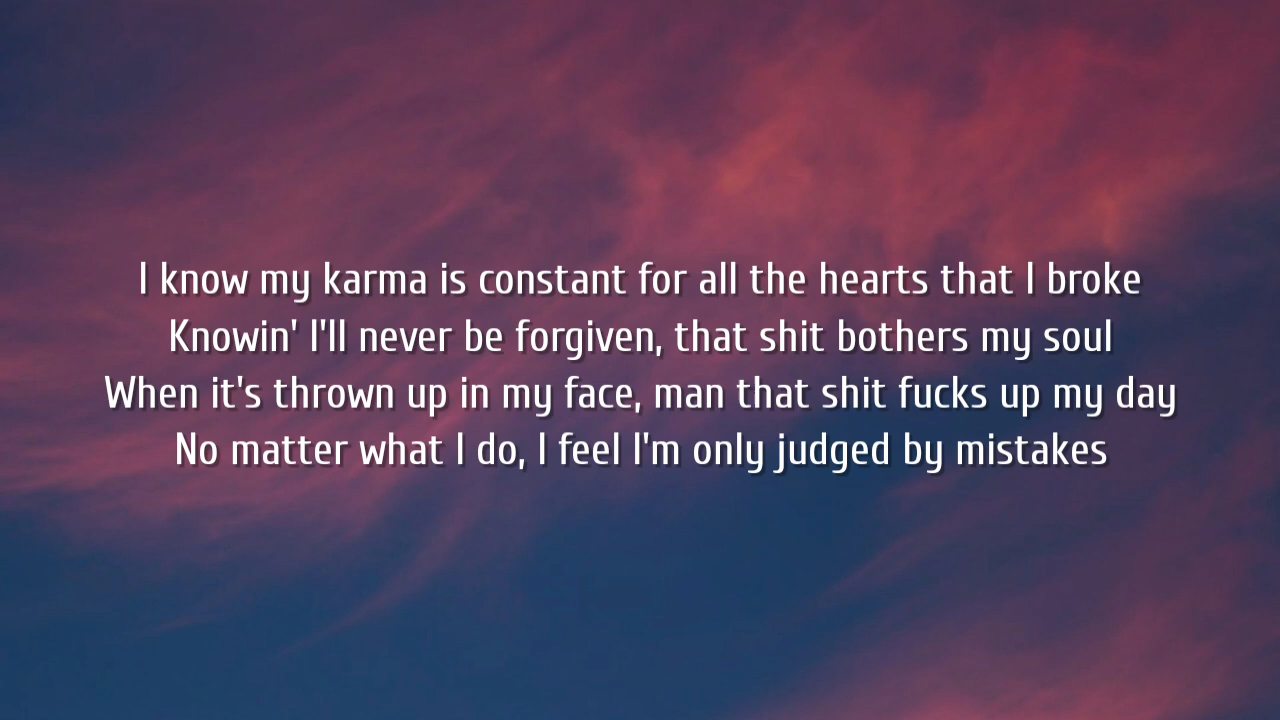 I know my karma is constant for all the hearts that I broke
Knowin' I'll never be forgiven, that shit bothers my soul
When it's thrown up in my face, man that shit fucks up my day
No matter what I do, I feel I'm only judged by mistakes